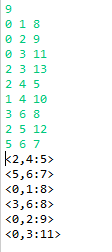 9
0 1 8
0 2 9
0 3 11
2 3 13
2 4 5
1 4 10
3 6 8
2 5 12
5 6 7
<2,4:5>
<5,6:7>
<0,1:8>
<3,6:8>
<0,2:9>
<0,3:11>